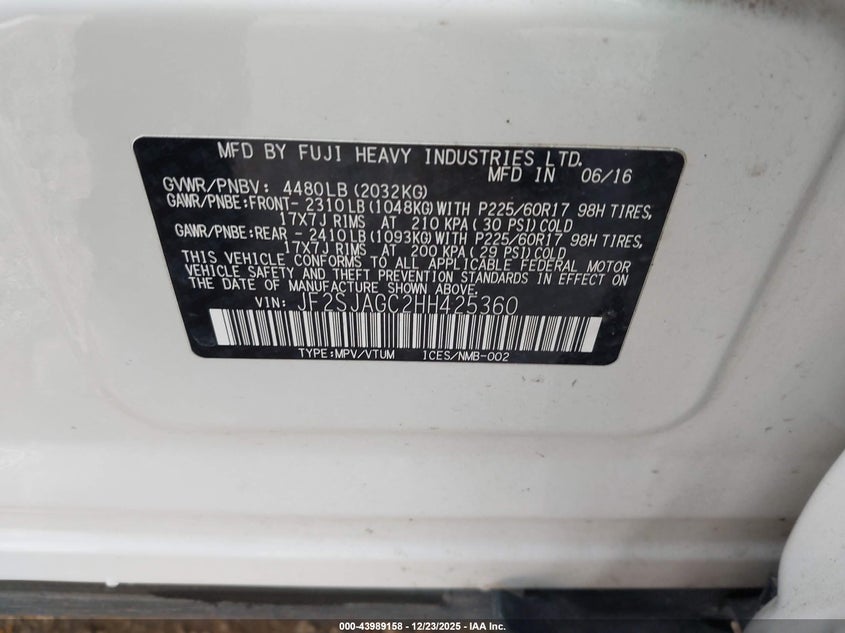 MFD BY FUJI HEAVY INDUSTRIES LTD.
MFD IN 06/16
GVWR/PNBV: 4480LB (2032KG)
GAWR/PNBE:FRONT- 2310LB (1048KG) WITH P225/60R17 98H TIRES,
17X7J RIMS AT 210 KPA ( 30 PSI) COLD
GAWR/PNBE:REAR - 2410LB (1093KG) WITH P225/60R17 98H TIRES,
17X7J RIMS AT 200 KPA ( 29 PSI) COLD
THIS VEHICLE CONFORMS TO ALL APPLICABLE FEDERAL MOTOR
VEHICLE SAFETY AND THEFT PREVENTION STANDARDS IN EFFECT ON
THE DATE OF MANUFACTURE SHOWN ABOVE.
VIN: JF2SJAGC2HH425360
TYPE:MPV/VTUM ICES/NMB-002
000-43989158 - 12/23/2025 - IAA Inc.